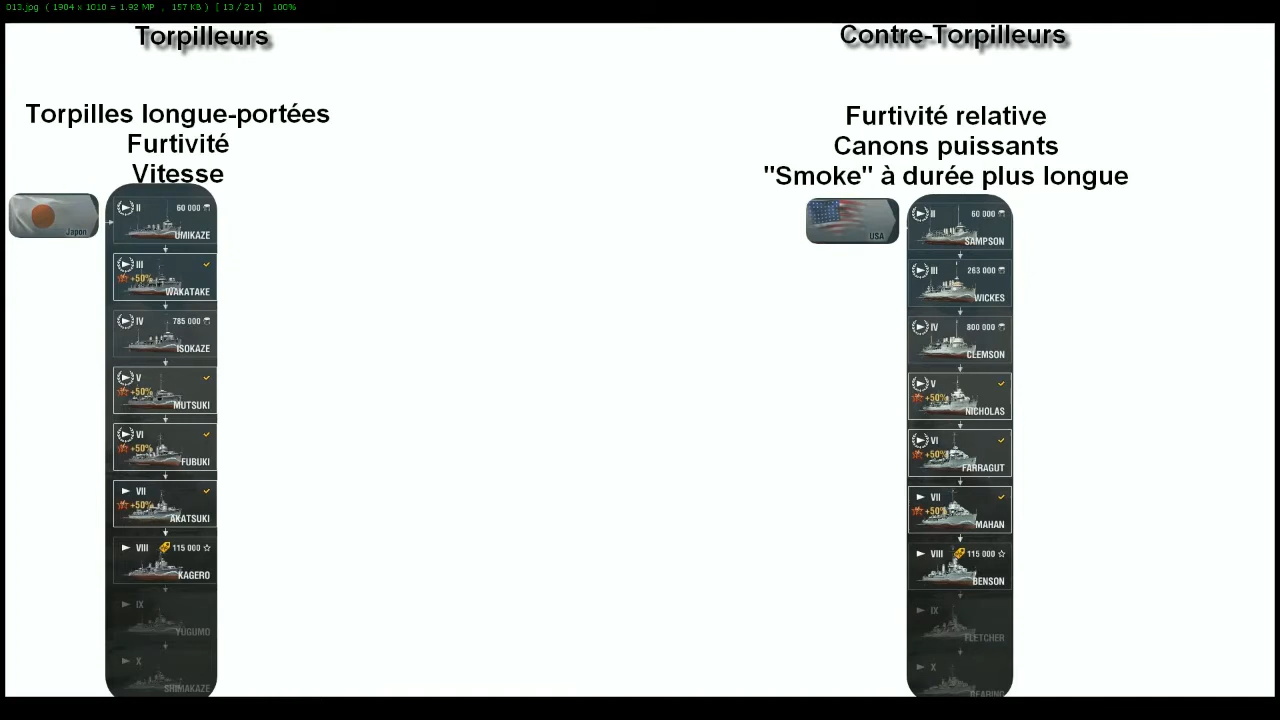 013.jpg ( 1904 x 1010 = 1.92 MP , 157 KB ) [ 13 / 21 ] 100%
Torpilleurs
Torpilles longue-portées
Furtivité
Vitesse
Japon
II 60 000
UMIKAZE
III
+50%
WAKATAKE
IV 785 000
ISOKAZE
V
+50%
MUTSUKI
VI
+50%
FUBUKI
VII
+50%
AKATSUKI
VIII 115 000
KAGERO
IX
YUGUMO
X
SHIMAKAZE
Contre-Torpilleurs
Furtivité relative
Canons puissants
"Smoke" à durée plus longue
USA
II 60 000
SAMPSON
III 263 000
WICKES
IV 800 000
CLEMSON
V
+50%
NICHOLAS
VI
+50%
FARRAGUT
VII
+50%
MAHAN
VIII 115 000
BENSON
IX
FLETCHER
X
GEARING